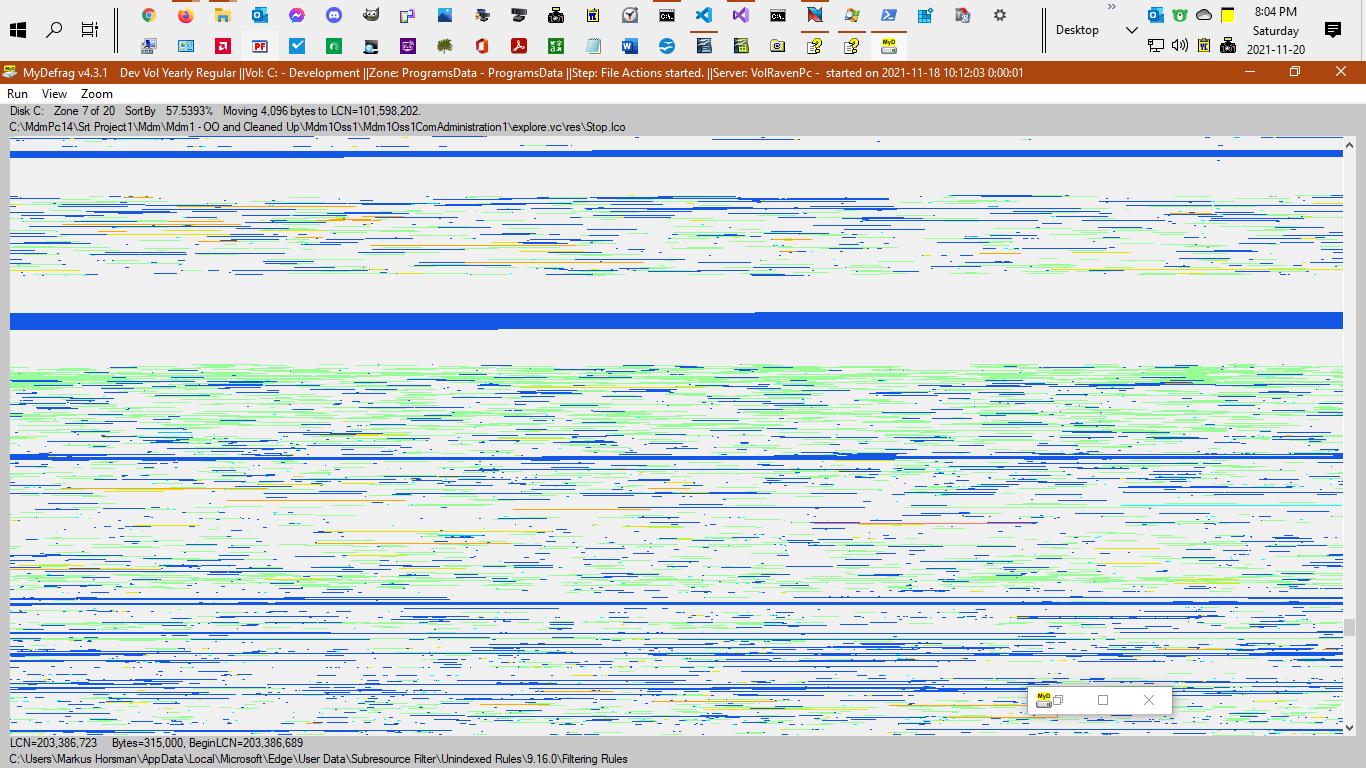 8:04 PM
Desktop
Saturday
2021-11-20
MyDefrag v4.3.1 Dev Vol Yearly Regular ||Vol: C: - Development ||Zone: ProgramsData - ProgramsData ||Step: File Actions started. ||Server: VolRavenPc - started on 2021-11-18 10:12:03 0:00:01
Run View Zoom
Disk C: Zone 7 of 20 SortBy 57.5393% Moving 4,096 bytes to LCN=101,598,202.
C:\MdmPc14\Srt Project1\Mdm\Mdm1 - OO and Cleaned Up\Mdm1Oss1\Mdm1Oss1ComAdministration1\explore.vc\res\Stop.Ico
LCN=203,386,723 Bytes=315,000, BeginLCN=203,386,689
C:\Users\Markus Horsman\AppData\Local\Microsoft\Edge\User Data\Subresource Filter\Unindexed Rules\9.16.0\Filtering Rules